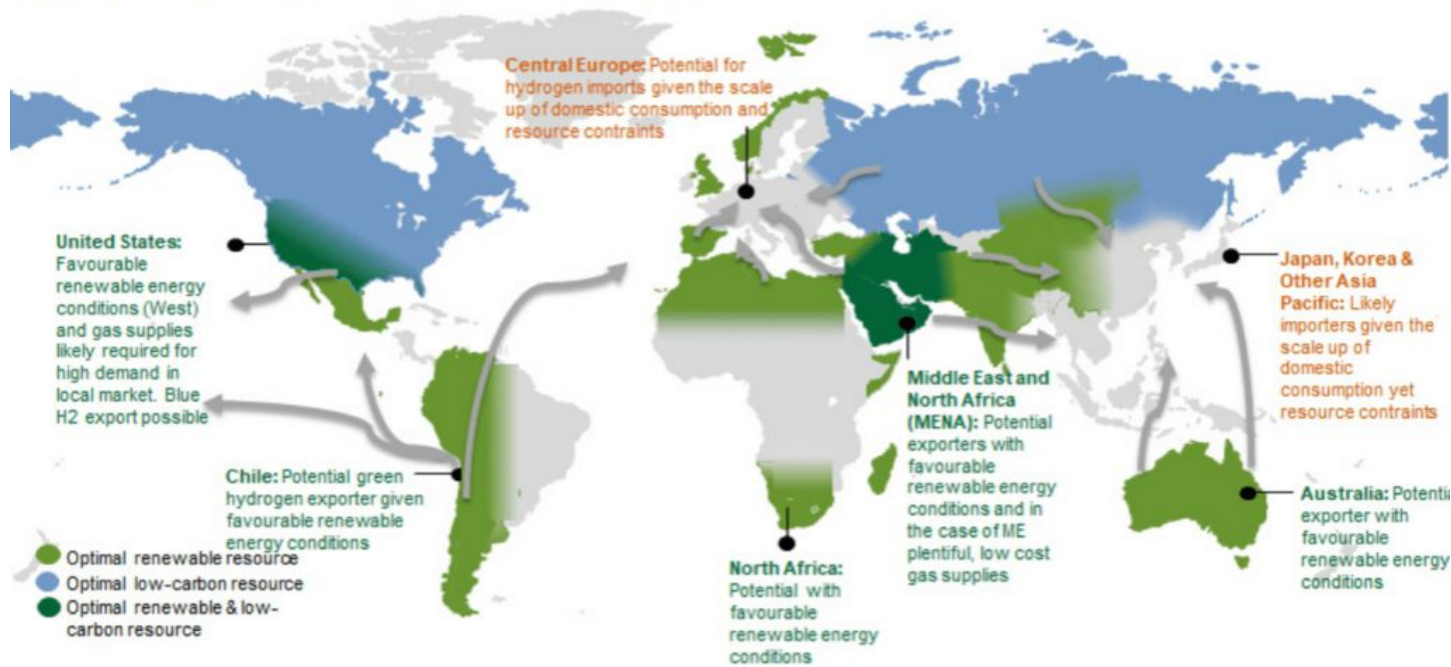 Central Europe: Potential for
hydrogen imports given the scale
up of domestic consumption and
resource contraints
United States:
Favourable
renewable energy
conditions (West)
and gas supplies
likely required for
high demand in
local market. Blue
H2 export possible
Japan, Korea &
Other Asia
Pacific: Likely
importers given the
scale up of
domestic
consumption yet
resource contraints
Middle East and
North Africa
(MENA): Potential
exporters with
favourable
renewable energy
conditions and in
the case of ME
plentiful, low cost
gas supplies
Chile: Potential green
hydrogen exporter given
favourable renewable
energy conditions
Australia: Potential
exporter with
favourable
renewable energy
conditions
North Africa:
Potential with
favourable
renewable energy
conditions
Optimal renewable resource
Optimal low-carbon resource
Optimal renewable & low-
carbon resource